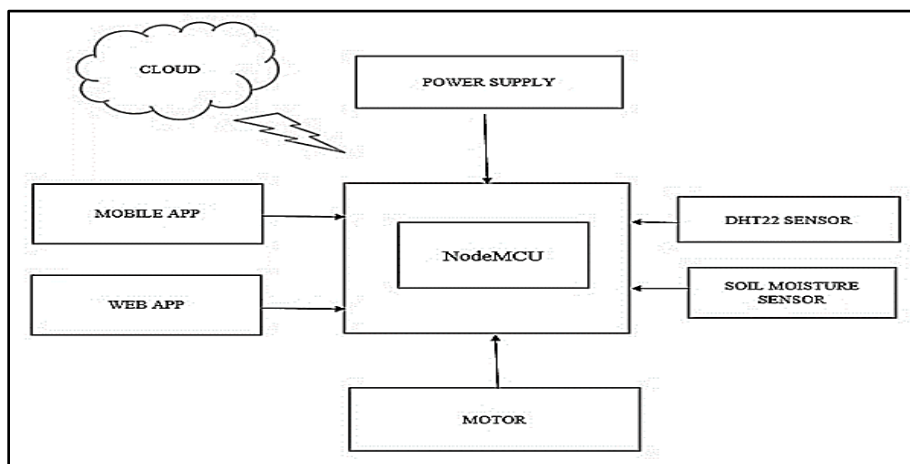 CLOUD
POWER SUPPLY
MOBILE APP
DHT22 SENSOR
NodeMCU
WEB APP
SOIL MOISTURE
SENSOR
MOTOR